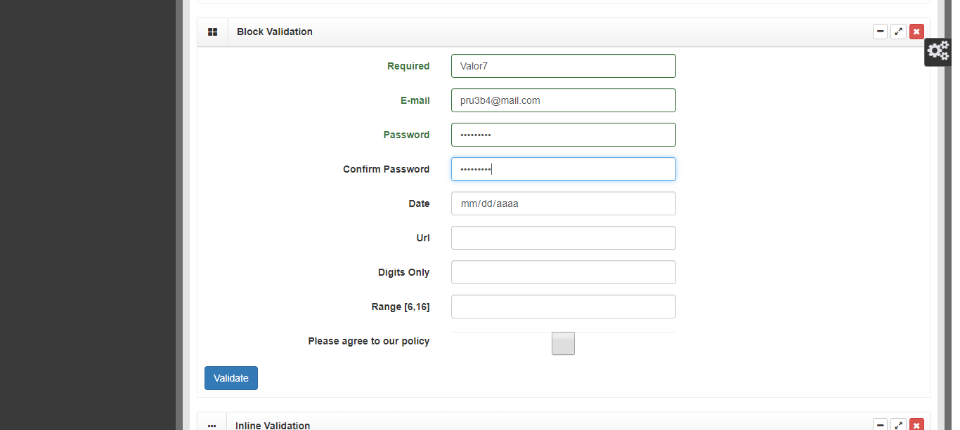 Block Validation
Required Valor7
E-mail pru3b4@mail.com
Password •••••••••
Confirm Password •••••••••
Date mm/dd/aaaa
Url
Digits Only
Range [6,16]
Please agree to our policy
Validate
Inline Validation